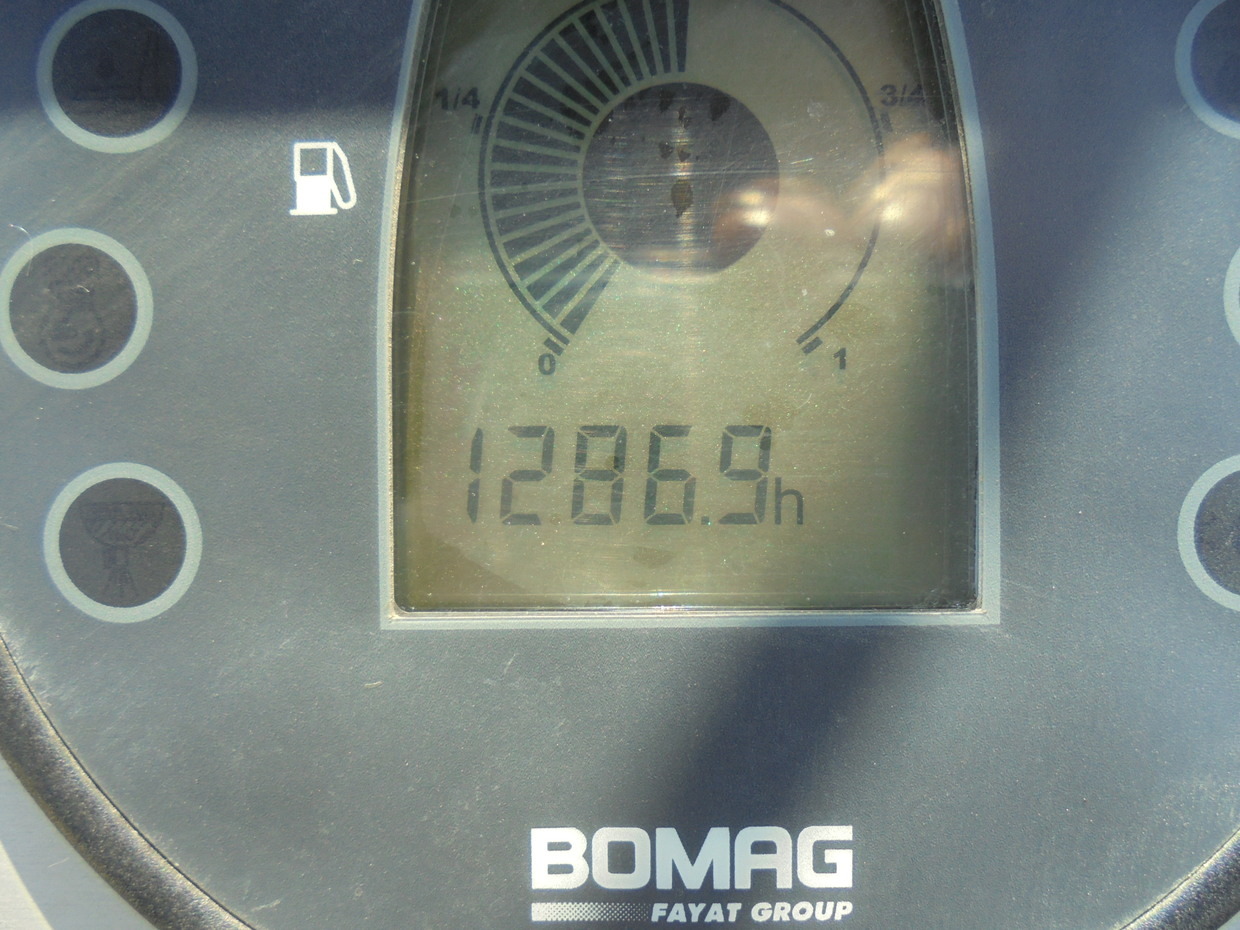 1/4 3/4
0 1
1286.9h
BOMAG
FAYAT GROUP